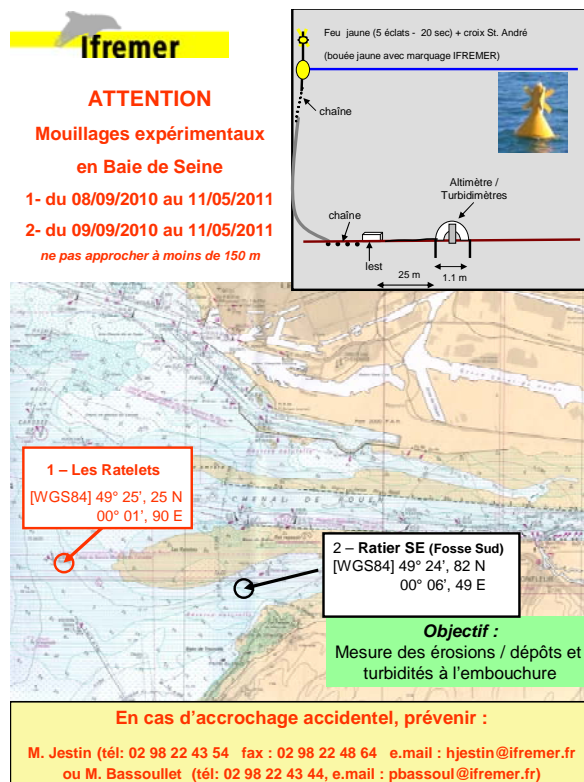 Ifremer
ATTENTION
Mouillages expérimentaux
en Baie de Seine
1- du 08/09/2010 au 11/05/2011
2- du 09/09/2010 au 11/05/2011
ne pas approcher à moins de 150 m
Feu jaune (5 éclats - 20 sec) + croix St. André
(bouée jaune avec marquage IFREMER)
chaîne
Altimètre /
Turbidimètres
chaîne
lest
25 m
1.1 m
1 – Les Ratelets
[WGS84] 49° 25', 25 N
00° 01', 90 E
CHENAL DE ROUEN
2 – Ratier SE (Fosse Sud)
[WGS84] 49° 24', 82 N
00° 06', 49 E
Objectif :
Mesure des érosions / dépôts et
turbidités à l'embouchure
En cas d'accrochage accidentel, prévenir :
M. Jestin (tél: 02 98 22 43 54 fax : 02 98 22 48 64 e.mail : hjestin@ifremer.fr
ou M. Bassoullet (tél: 02 98 22 43 44, e.mail : pbassoul@ifremer.fr)